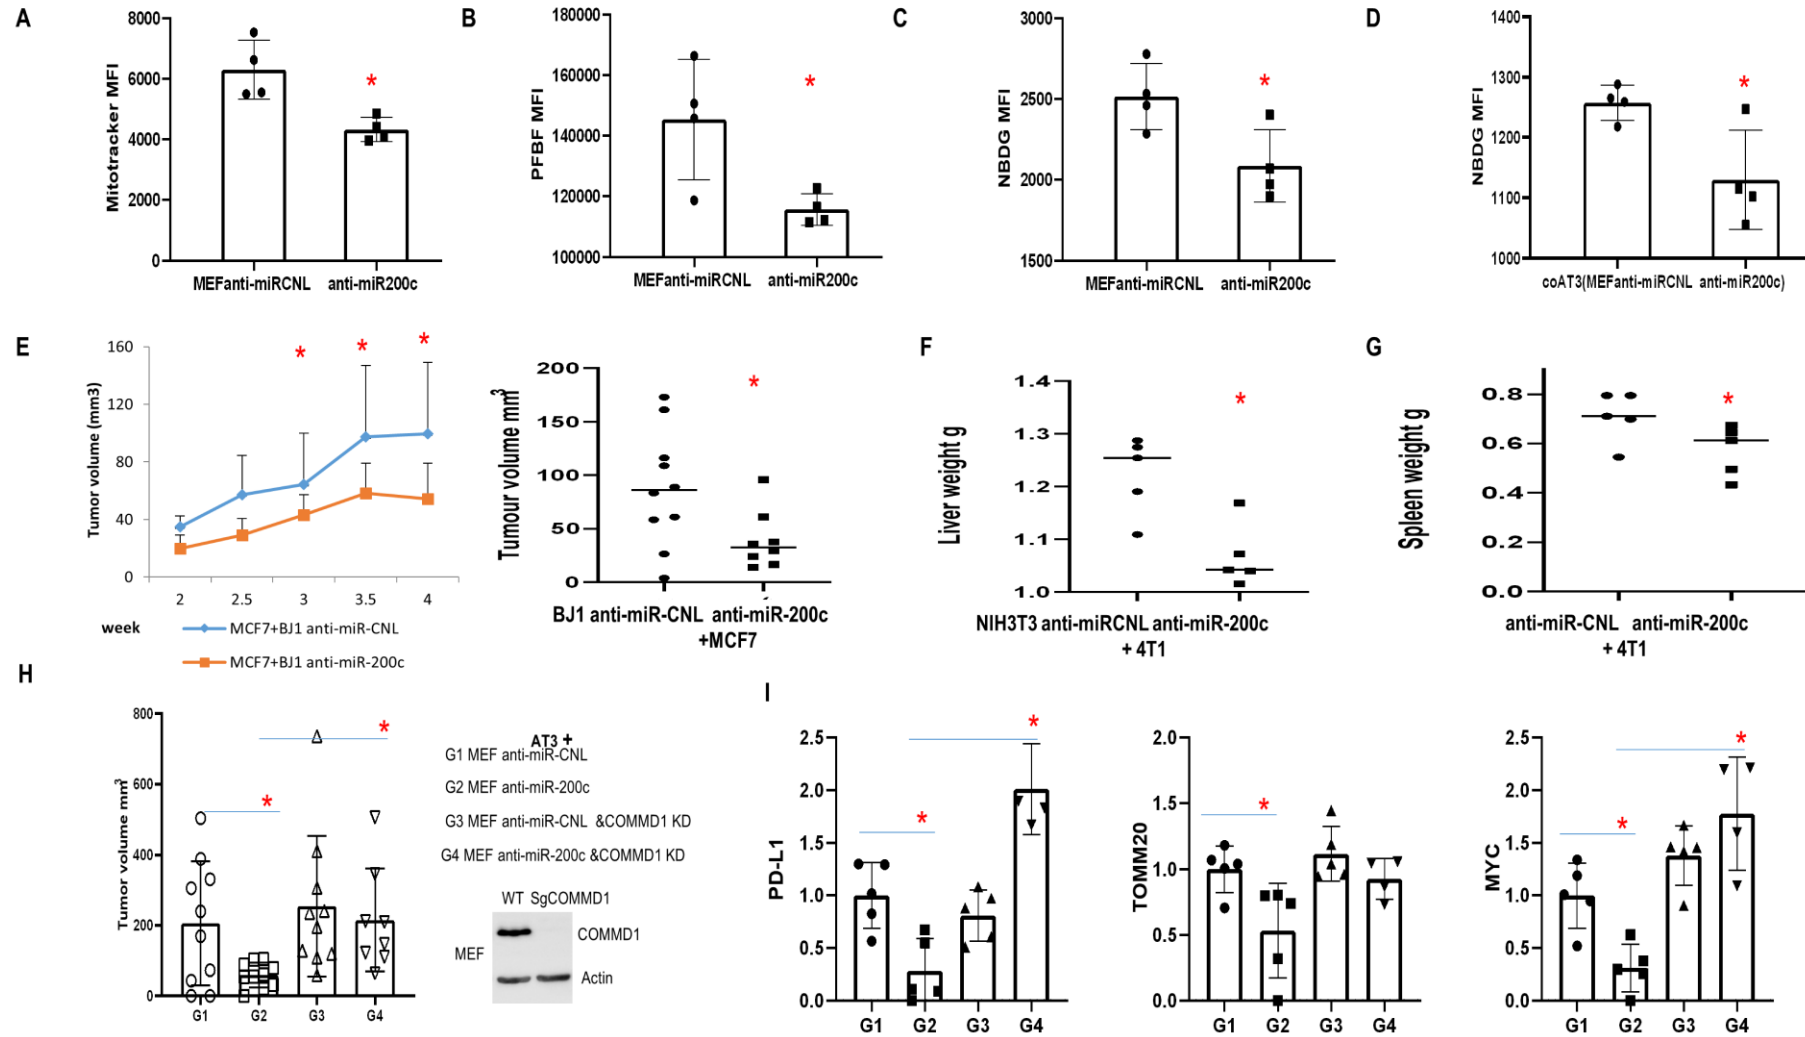 A
8000
6000
4000
2000
0
Mitotracker MFI
*
MEFanti-miRCNL anti-miR200c
B
180000
160000
140000
120000
100000
PFBF MFI
*
MEFanti-miRCNL anti-miR200c
C
3000
2500
2000
1500
NBDG MFI
*
MEFanti-miRCNL anti-miR200c
D
1400
1300
1200
1100
1000
NBDG MFI
*
coAT3(MEFanti-miRCNL anti-miR200c)
E
160
120
80
40
0
Tumor volume (mm3)
* * *
2 2.5 3 3.5 4
week
MCF7+BJ1 anti-miR-CNL
MCF7+BJ1 anti-miR-200c
200
150
100
50
0
Tumour volume mm3
*
BJ1 anti-miR-CNL anti-miR-200c
+MCF7
F
1.4
1.3
1.2
1.1
1.0
Liver weight g
*
NIH3T3 anti-miRCNL anti-miR-200c
+ 4T1
G
0.8
0.6
0.4
0.2
0.0
Spleen weight g
*
anti-miR-CNL anti-miR-200c
+ 4T1
H
800
600
400
200
0
Tumor volume mm3
* *
G1 G2 G3 G4
AT3 +
G1 MEF anti-miR-CNL
G2 MEF anti-miR-200c
G3 MEF anti-miR-CNL &COMMD1 KD
G4 MEF anti-miR-200c &COMMD1 KD
WT SgCOMMD1
MEF
COMMD1
Actin
I
2.5
2.0
1.5
1.0
0.5
0.0
PD-L1
* *
G1 G2 G3 G4
2.0
1.5
1.0
0.5
0.0
TOMM20
*
G1 G2 G3 G4
2.5
2.0
1.5
1.0
0.5
0.0
MYC
* *
G1 G2 G3 G4